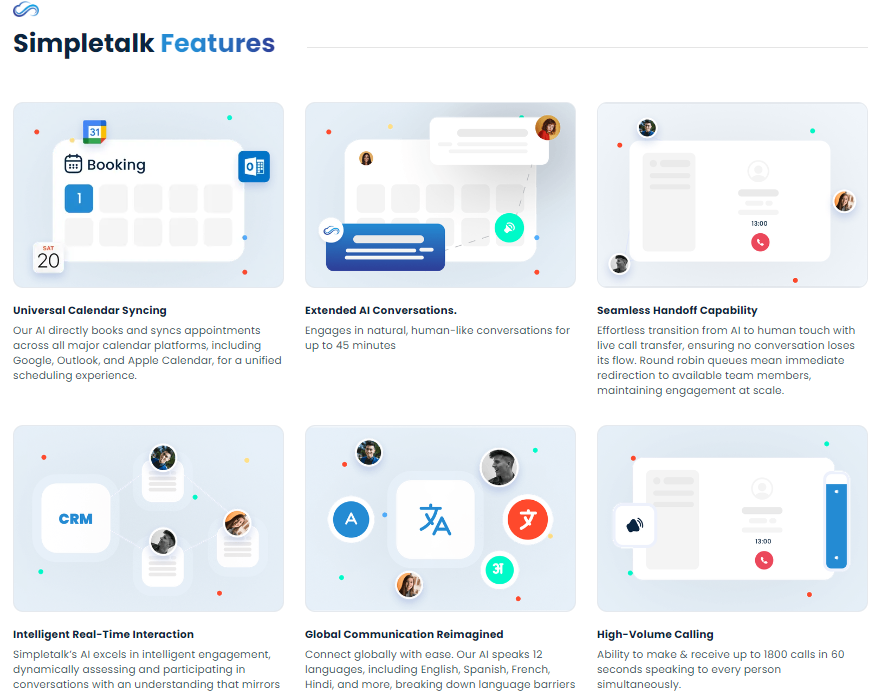 Simpletalk Features
31
Booking
1
SAT
20
Universal Calendar Syncing
Our AI directly books and syncs appointments
across all major calendar platforms, including
Google, Outlook, and Apple Calendar, for a unified
scheduling experience.
Extended AI Conversations.
Engages in natural, human-like conversations for
up to 45 minutes
13:00
Seamless Handoff Capability
Effortless transition from AI to human touch with
live call transfer, ensuring no conversation loses
its flow. Round robin queues mean immediate
redirection to available team members,
maintaining engagement at scale.
CRM
Intelligent Real-Time Interaction
Simpletalk's AI excels in intelligent engagement,
dynamically assessing and participating in
conversations with an understanding that mirrors
A
文A
अ
Global Communication Reimagined
Connect globally with ease. Our AI speaks 12
languages, including English, Spanish, French,
Hindi, and more, breaking down language barriers
13:00
High-Volume Calling
Ability to make & receive up to 1800 calls in 60
seconds speaking to every person
simultaneously.